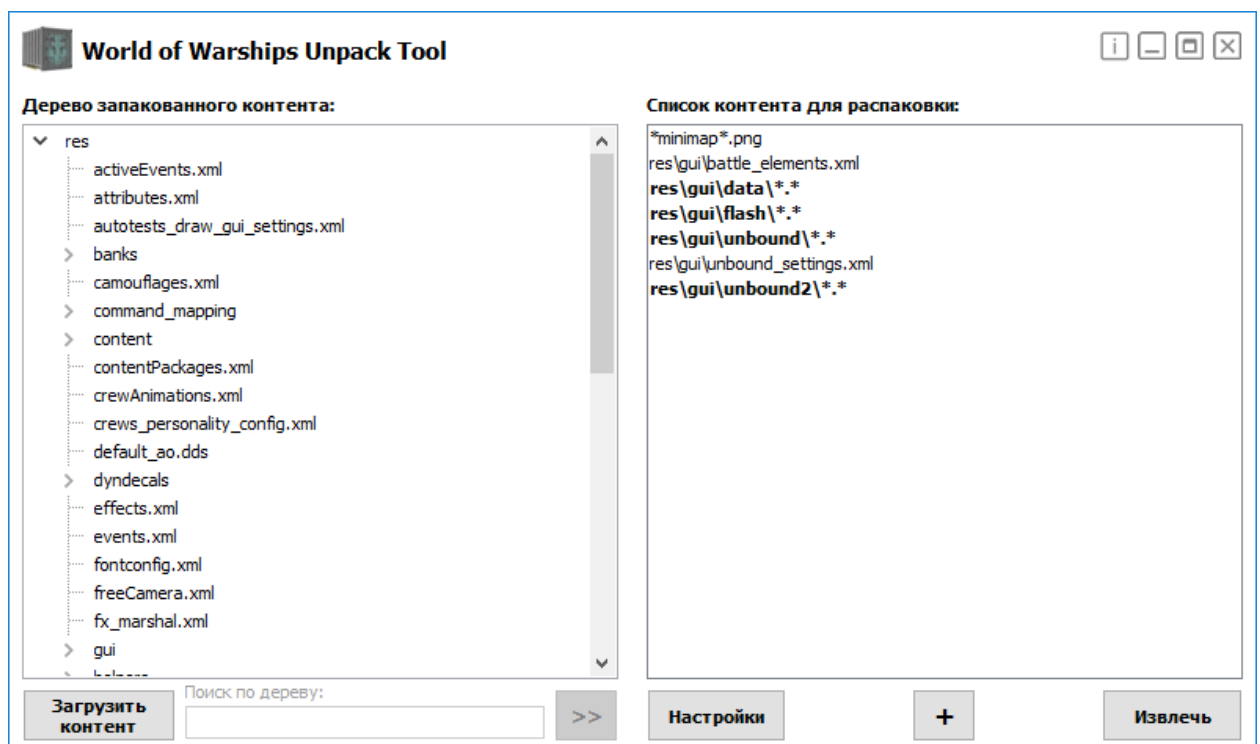 World of Warships Unpack Tool
Дерево запакованного контента:
res
activeEvents.xml
attributes.xml
autotests_draw_gui_settings.xml
banks
camouflages.xml
command_mapping
content
contentPackages.xml
crewAnimations.xml
crews_personality_config.xml
default_ao.dds
dyndecals
effects.xml
events.xml
fontconfig.xml
freeCamera.xml
fx_marshal.xml
gui
Загрузить
контент
Поиск по дереву:
>>
Список контента для распаковки:
*minimap*.png
res\gui\battle_elements.xml
res\gui\data\*.*
res\gui\flash\*.*
res\gui\unbound\*.*
res\gui\unbound_settings.xml
res\gui\unbound2\*.*
Настройки
+
Извлечь